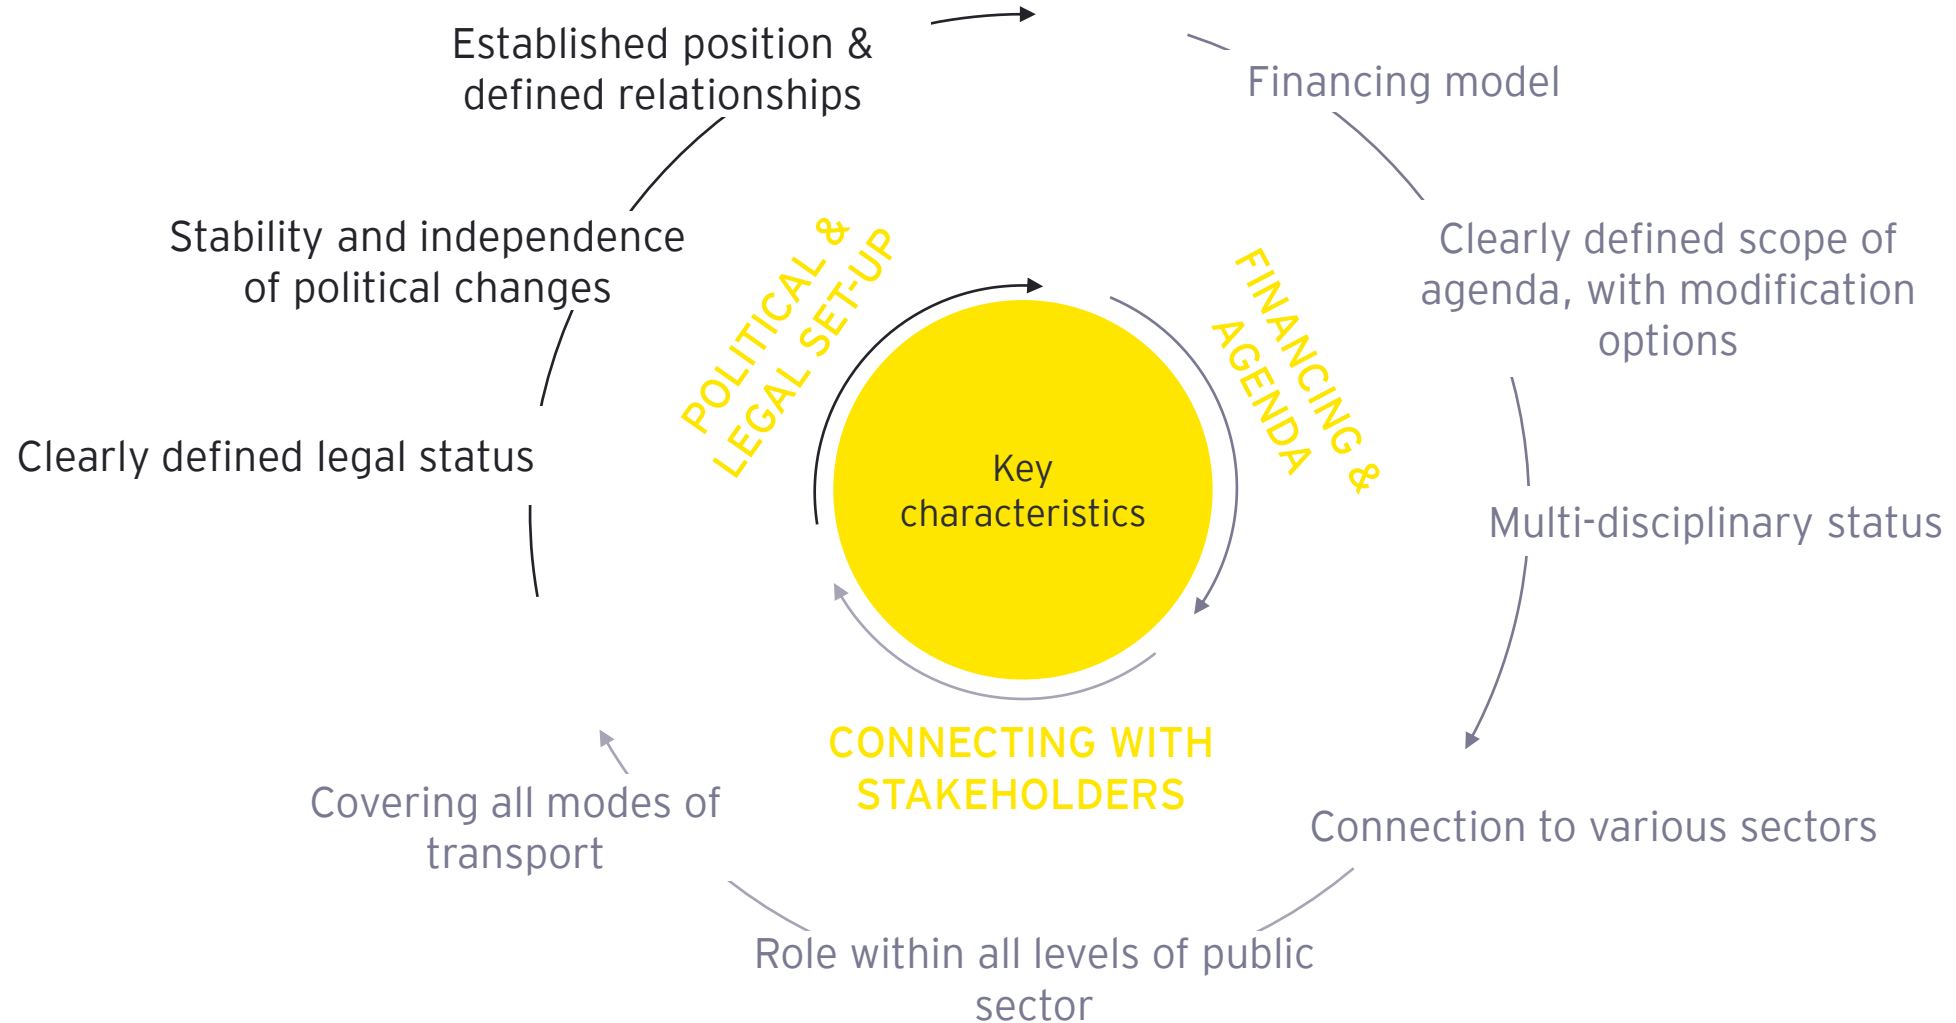 Established position &
defined relationships
Financing model
Stability and independence
of political changes
Clearly defined scope of
agenda, with modification
options
POLITICAL &
LEGAL SET-UP
FINANCING &
AGENDA
Clearly defined legal status
Key
characteristics
Multi-disciplinary status
CONNECTING WITH
STAKEHOLDERS
Covering all modes of
transport
Connection to various sectors
Role within all levels of public
sector